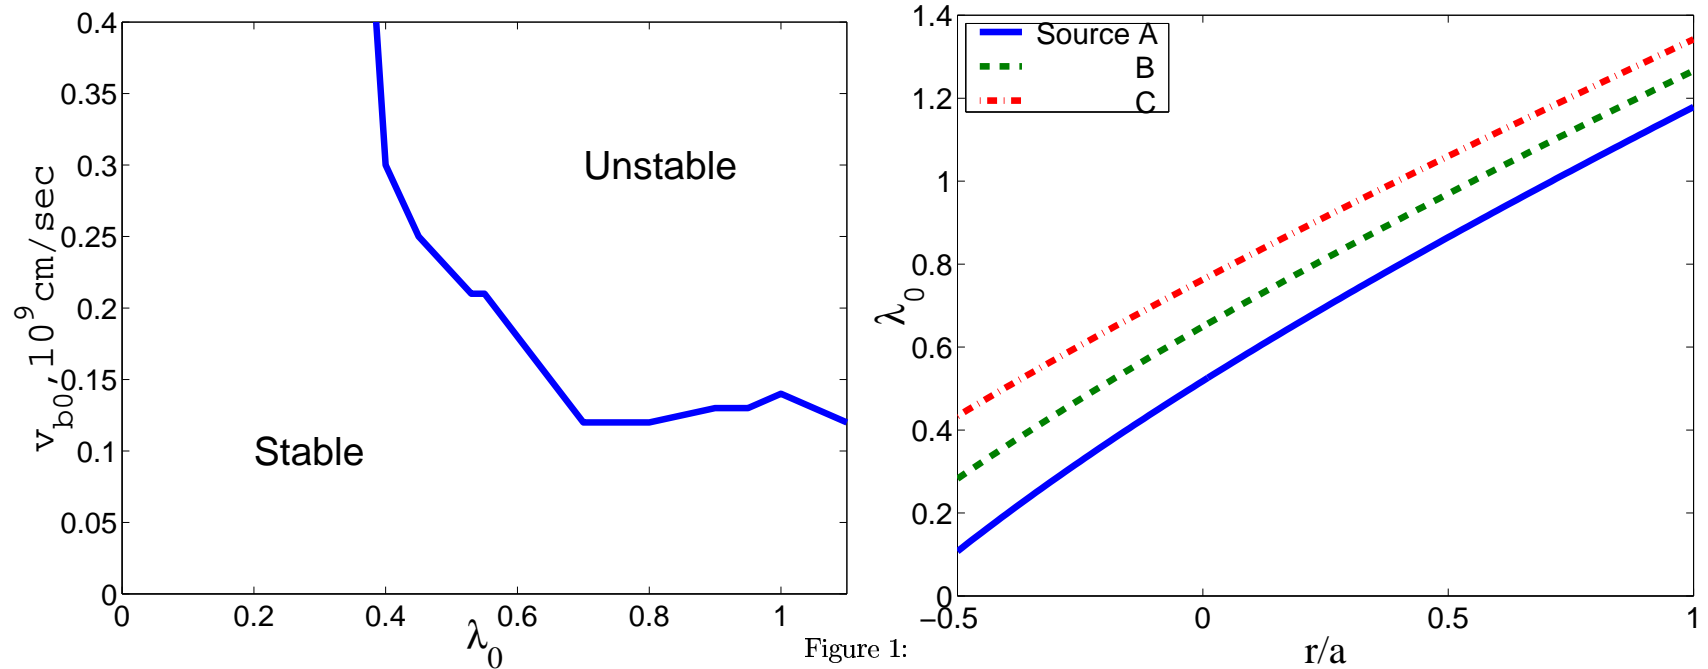 0.4
0.35
0.3
0.25
0.2
0.15
0.1
0.05
0
v_b0, 10^9 cm/sec
Unstable
Stable
0 0.2 0.4 0.6 0.8 1
λ_0
1.4
1.2
1
0.8
0.6
0.4
0.2
0
λ_0
Source A
B
C
−0.5 0 0.5 1
r/a
Figure 1: